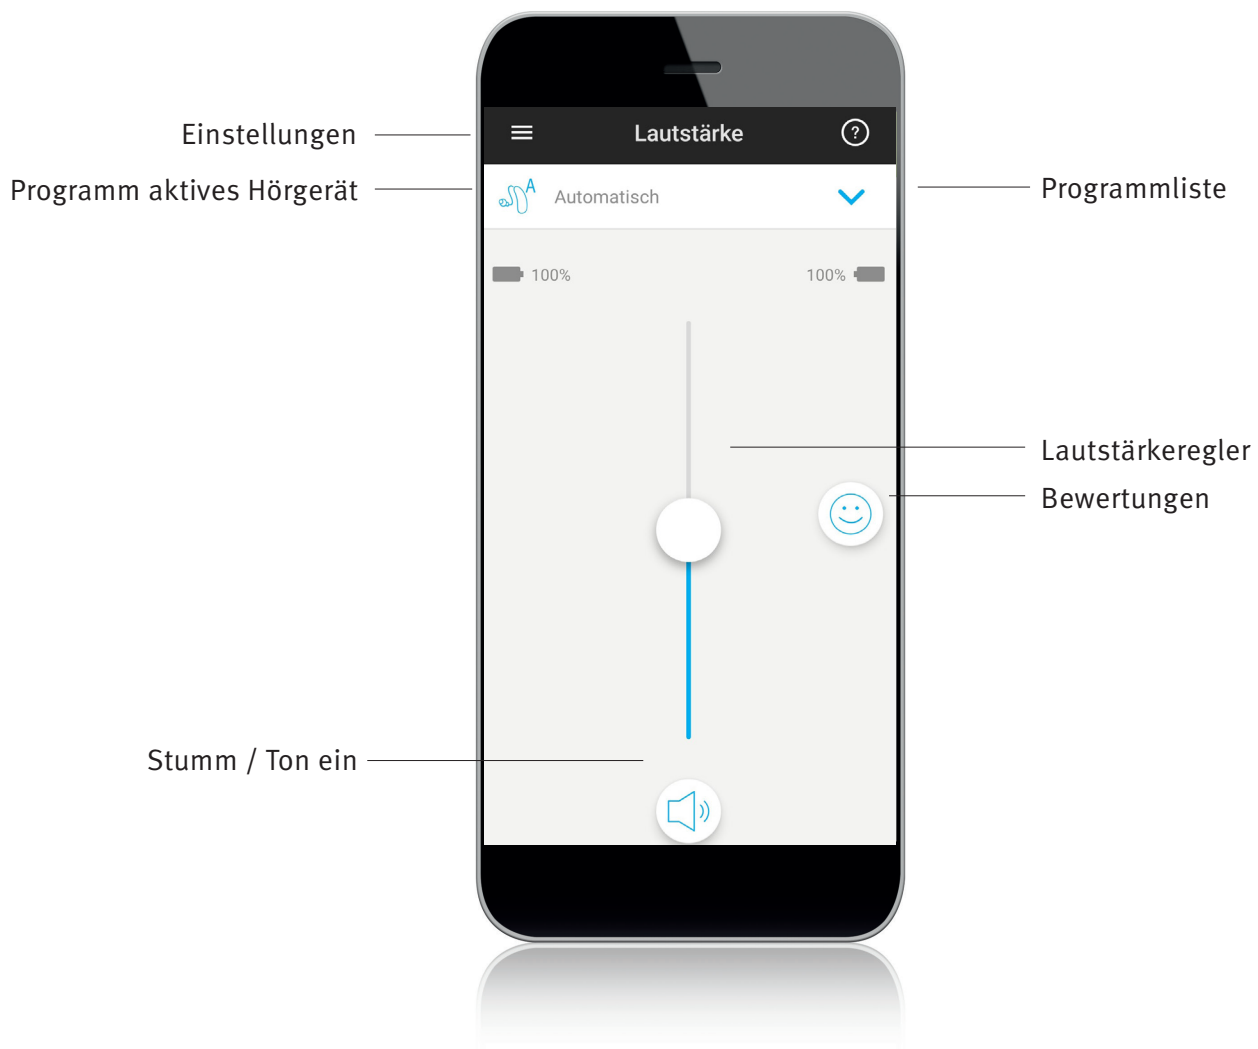 Einstellungen
Lautstärke
?
Programm aktives Hörgerät
A
Automatisch
Programmliste
100%
100%
Lautstärkeregler
Bewertungen
Stumm / Ton ein